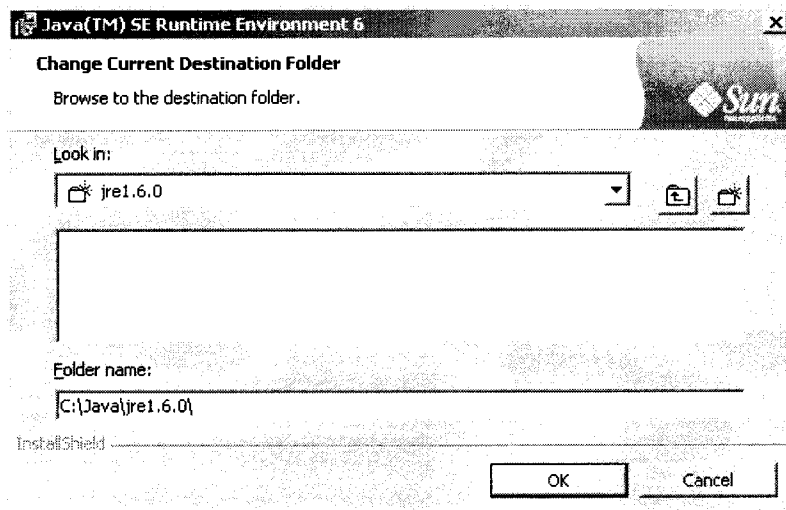 Java(TM) SE Runtime Environment 6
Change Current Destination Folder
Browse to the destination folder.
Sun
Look in:
jre1.6.0
Folder name:
C:\Java\jre1.6.0\
InstallShield
OK
Cancel